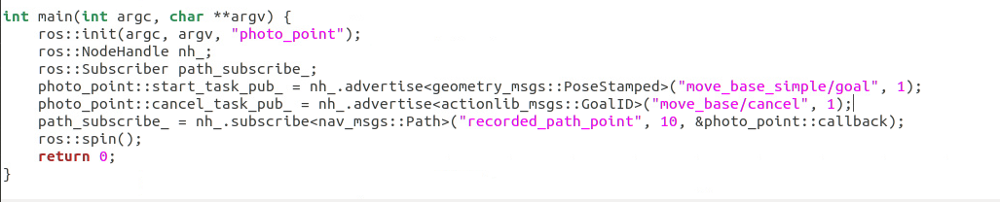 int main(int argc, char **argv) {
    ros::init(argc, argv, "photo_point");
    ros::NodeHandle nh_;
    ros::Subscriber path_subscribe_;
    photo_point::start_task_pub_ = nh_.advertise<geometry_msgs::PoseStamped>("move_base_simple/goal", 1);
    photo_point::cancel_task_pub_ = nh_.advertise<actionlib_msgs::GoalID>("move_base/cancel", 1);
    path_subscribe_ = nh_.subscribe<nav_msgs::Path>("recorded_path_point", 10, &photo_point::callback);
    ros::spin();
    return 0;
}